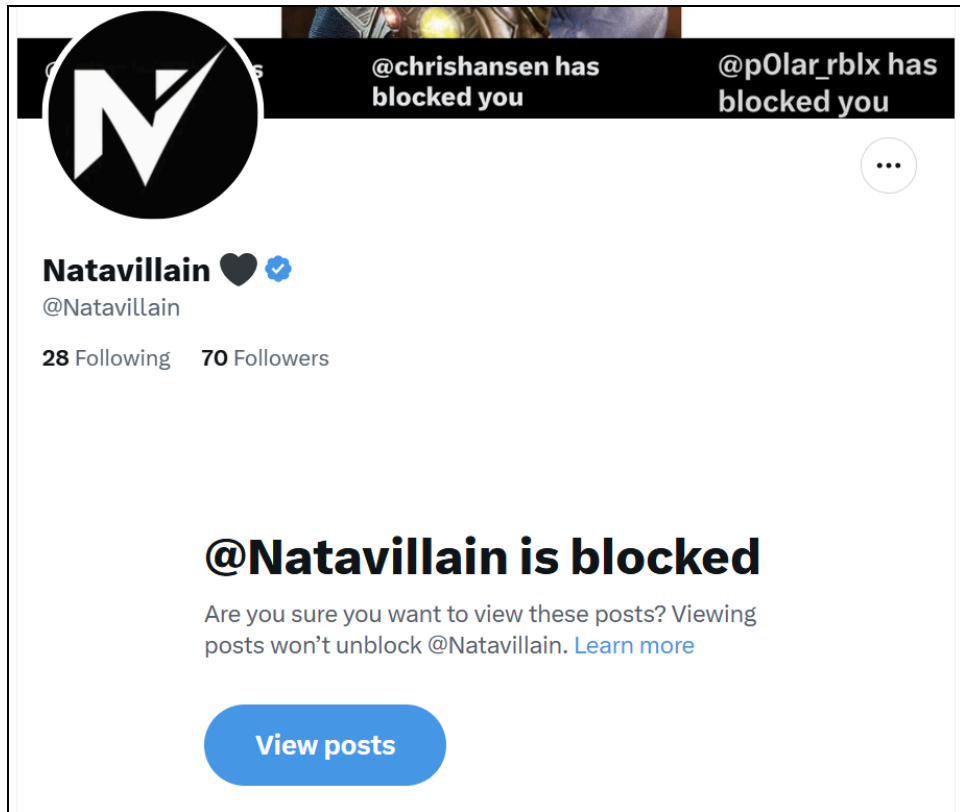 @chrishansen has
blocked you
@p0lar_rblx has
blocked you
Natavillain 🖤
@Natavillain
28 Following 70 Followers
@Natavillain is blocked
Are you sure you want to view these posts? Viewing
posts won’t unblock @Natavillain. Learn more
View posts